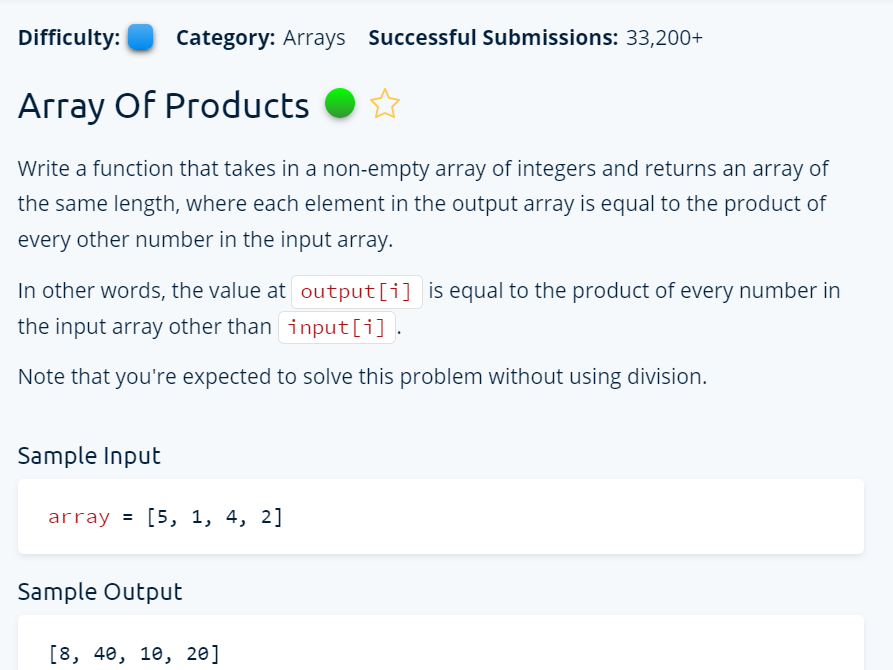 Difficulty: Category: Arrays Successful Submissions: 33,200+
Array Of Products
Write a function that takes in a non-empty array of integers and returns an array of
the same length, where each element in the output array is equal to the product of
every other number in the input array.
In other words, the value at output[i] is equal to the product of every number in
the input array other than input[i] .
Note that you're expected to solve this problem without using division.
Sample Input
array = [5, 1, 4, 2]
Sample Output
[8, 40, 10, 20]